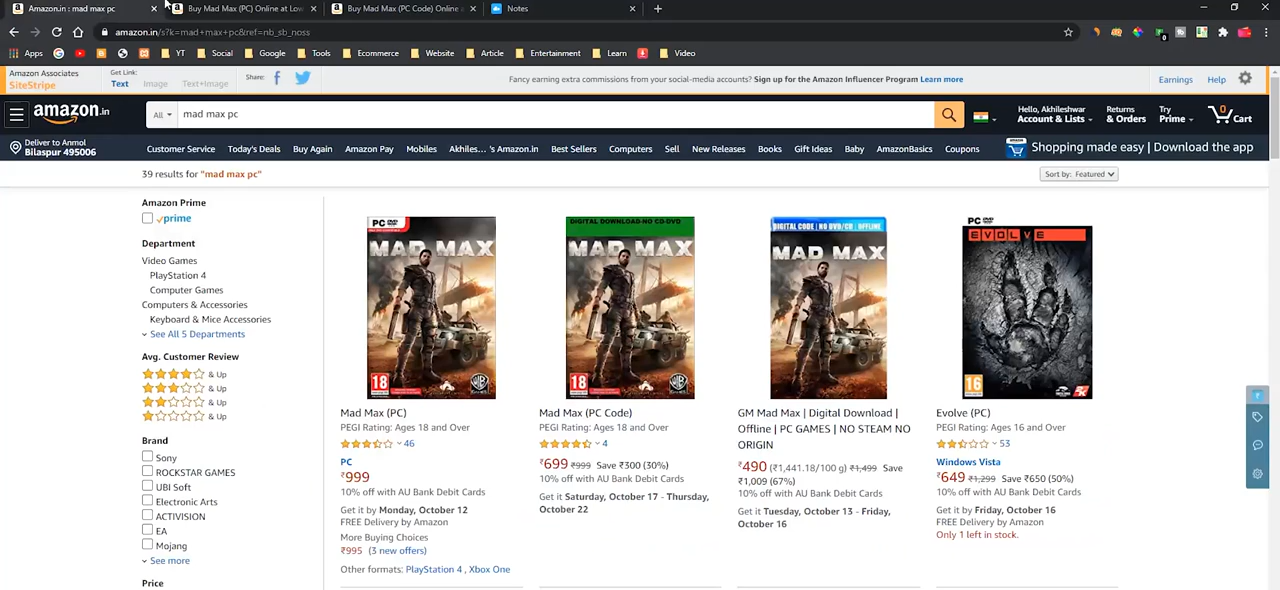 Amazon.in : mad max pc
Buy Mad Max (PC) Online at Low
Buy Mad Max (PC Code) Online
Notes
amazon.in/s?k=mad+max+pc&ref=nb_sb_noss
Apps YT Social Google Tools Ecommerce Website Article Entertainment Learn Video
Amazon Associates
SiteStripe
Get Link:
Text Image Text+Image
Share:
Fancy earning extra commissions from your social-media accounts? Sign up for the Amazon Influencer Program Learn more
Earnings Help
amazon.in
All mad max pc
Hello, Akhileshwar
Account & Lists
Returns
& Orders
Try
Prime
0
Cart
Deliver to Anmol
Bilaspur 495006
Customer Service Today's Deals Buy Again Amazon Pay Mobiles Akhiles... 's Amazon.in Best Sellers Computers Sell New Releases Books Gift Ideas Baby AmazonBasics Coupons
Shopping made easy | Download the app
39 results for "mad max pc"
Sort by: Featured
Amazon Prime
prime
Department
Video Games
PlayStation 4
Computer Games
Computers & Accessories
Keyboard & Mice Accessories
See All 5 Departments
Avg. Customer Review
& Up
& Up
& Up
& Up
Brand
Sony
ROCKSTAR GAMES
UBI Soft
Electronic Arts
ACTIVISION
EA
Mojang
See more
Price
PC DVD
MAD MAX
18
Mad Max (PC)
PEGI Rating: Ages 18 and Over
46
PC
₹999
10% off with AU Bank Debit Cards
Get it by Monday, October 12
FREE Delivery by Amazon
More Buying Choices
₹995 (3 new offers)
Other formats: PlayStation 4 , Xbox One
DIGITAL DOWNLOAD-NO CD-DVD
MAD MAX
18
Mad Max (PC Code)
PEGI Rating: Ages 18 and Over
4
₹699 ₹999 Save ₹300 (30%)
10% off with AU Bank Debit Cards
Get it Saturday, October 17 - Thursday,
October 22
DIGITAL CODE | NO DVD/CD | OFFLINE
MAD MAX
GM Mad Max | Digital Download |
Offline | PC GAMES | NO STEAM NO
ORIGIN
₹490 (₹1,441.18/100 g) ₹1,499 Save
₹1,009 (67%)
10% off with AU Bank Debit Cards
Get it Tuesday, October 13 - Friday,
October 16
PC DVD
EVOLVE
16
2K
Evolve (PC)
PEGI Rating: Ages 16 and Over
53
Windows Vista
₹649 ₹1,299 Save ₹650 (50%)
10% off with AU Bank Debit Cards
Get it by Friday, October 16
FREE Delivery by Amazon
Only 1 left in stock.